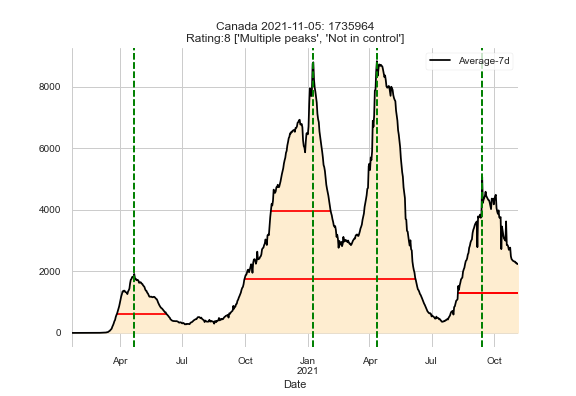 Canada 2021-11-05: 1735964
Rating:8 ['Multiple peaks', 'Not in control']
Average-7d
8000
6000
4000
2000
0
Apr Jul Oct Jan Apr Jul Oct
2021
Date